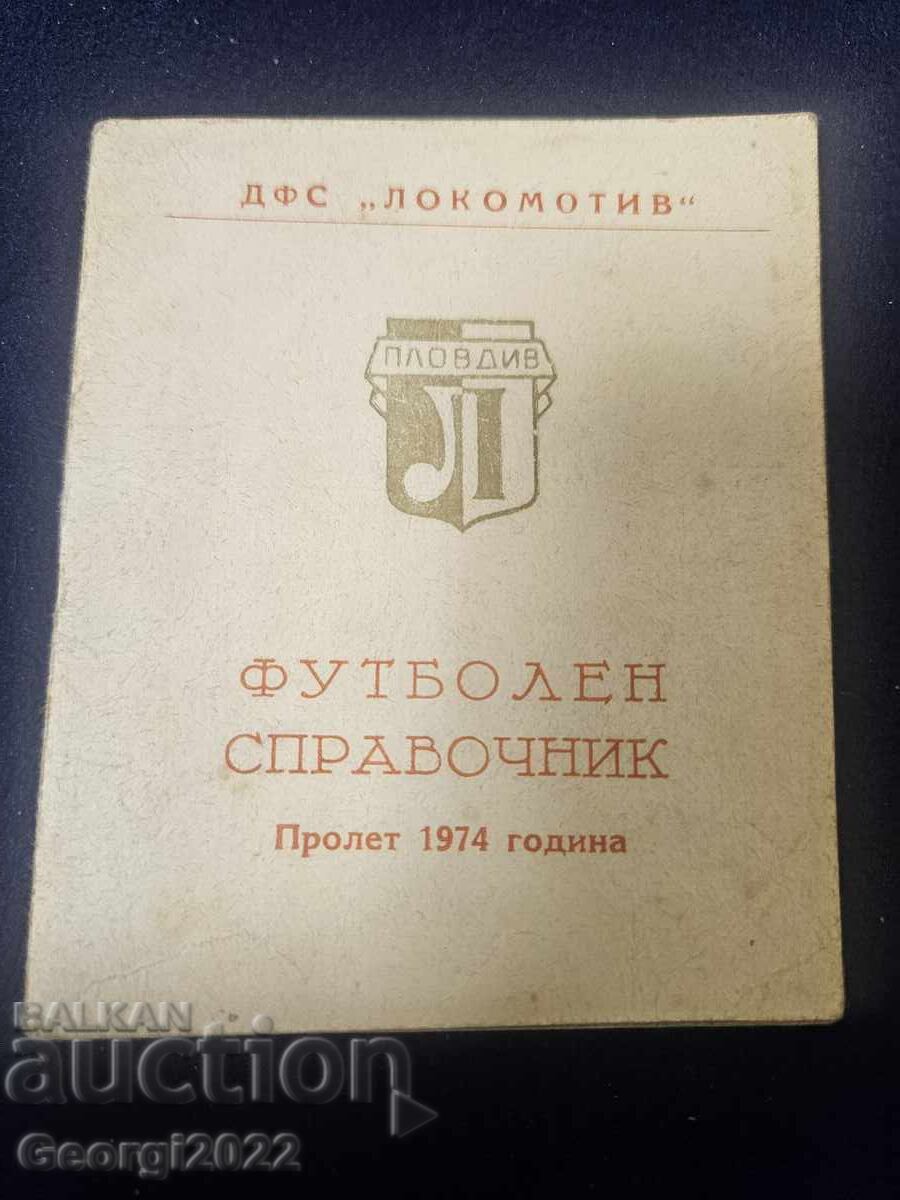 ДФС „ЛОКОМОТИВ“
ПЛОВДИВ
Л
ФУТБОЛЕН
СПРАВОЧНИК
Пролет 1974 година
BALKAN
auction
Georgi2022